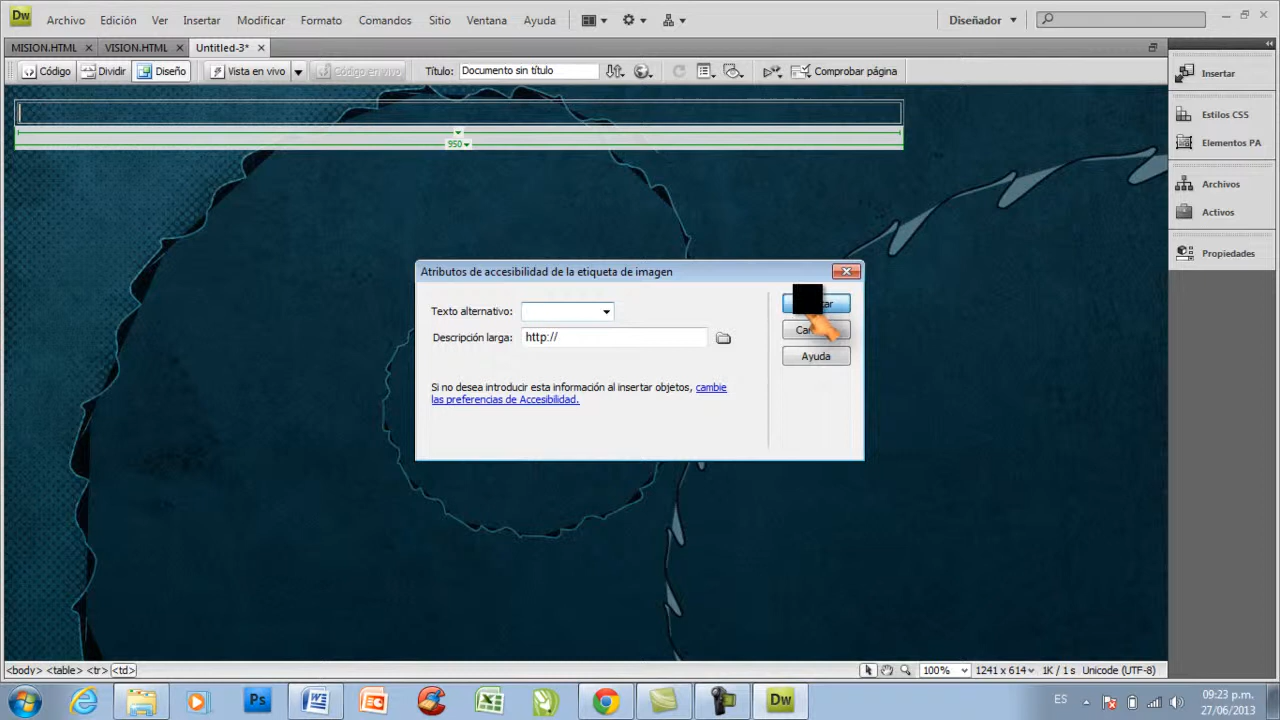 Dw Archivo Edición Ver Insertar Modificar Formato Comandos Sitio Ventana Ayuda Diseñador
MISION.HTML VISION.HTML Untitled-3*
Código Dividir Diseño Vista en vivo Código en vivo Título: Documento sin título Comprobar página
Insertar
Estilos CSS
Elementos PA
Archivos
Activos
Propiedades
950
Atributos de accesibilidad de la etiqueta de imagen
Texto alternativo:
Descripción larga: http://
Ayuda
Si no desea introducir esta información al insertar objetos, cambie
las preferencias de Accesibilidad.
<body> <table> <tr> <td> 100% 1241 x 614 1K / 1 s Unicode (UTF-8)
Ps Dw ES 09:23 p.m.
27/06/2013